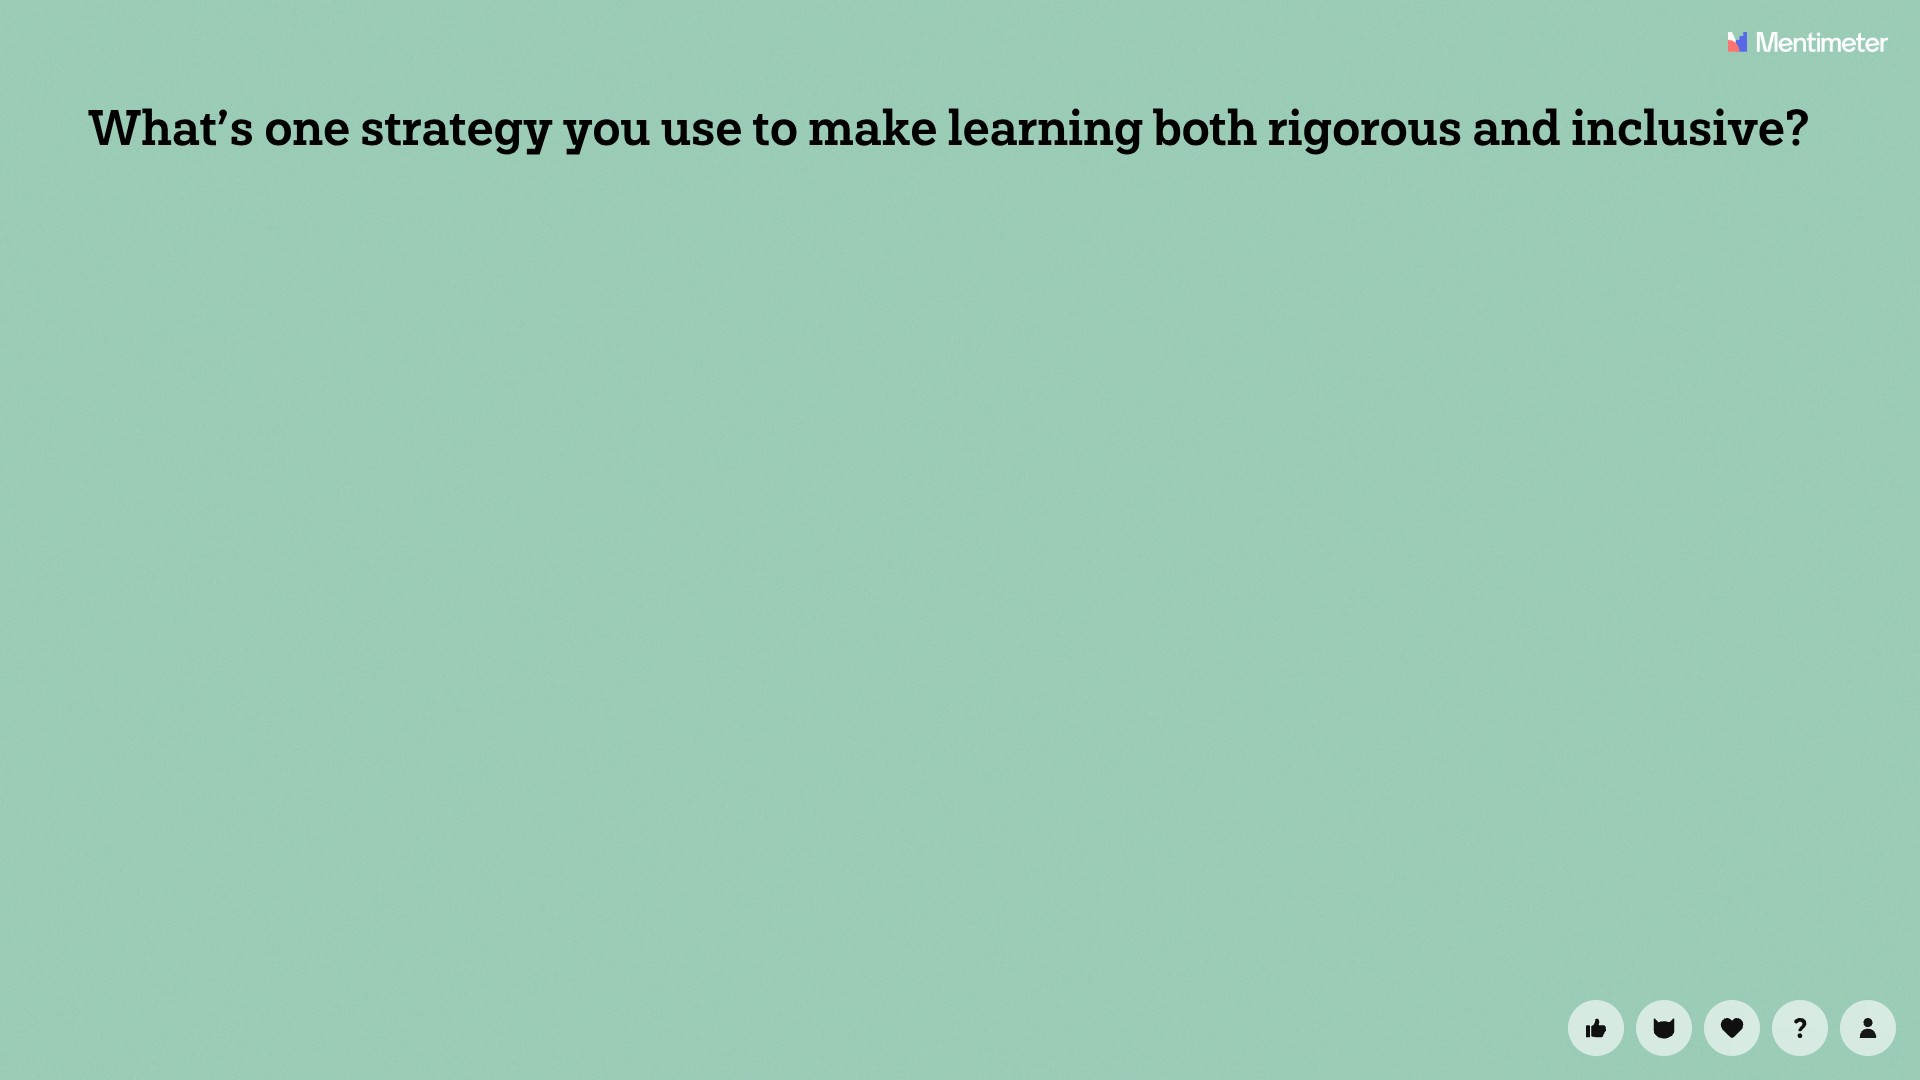 Mentimeter
What’s one strategy you use to make learning both rigorous and inclusive?
?